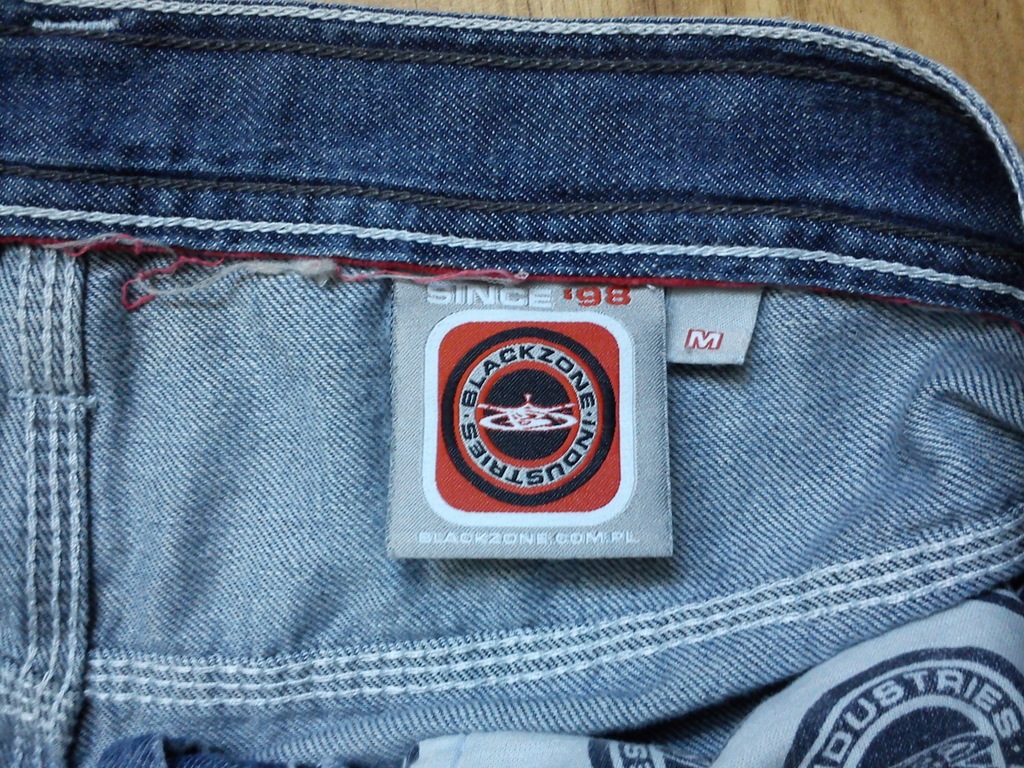 SINCE '98
M
BLACKZONE · INDUSTRIES ·
BLACKZONE.COM.PL
INDUSTRIES